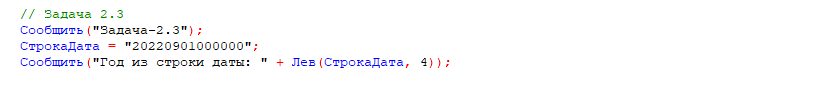 // Задача 2.3
Сообщить("Задача-2.3");
СтрокаДата = "20220901000000";
Сообщить("Год из строки даты: " + Лев(СтрокаДата, 4));